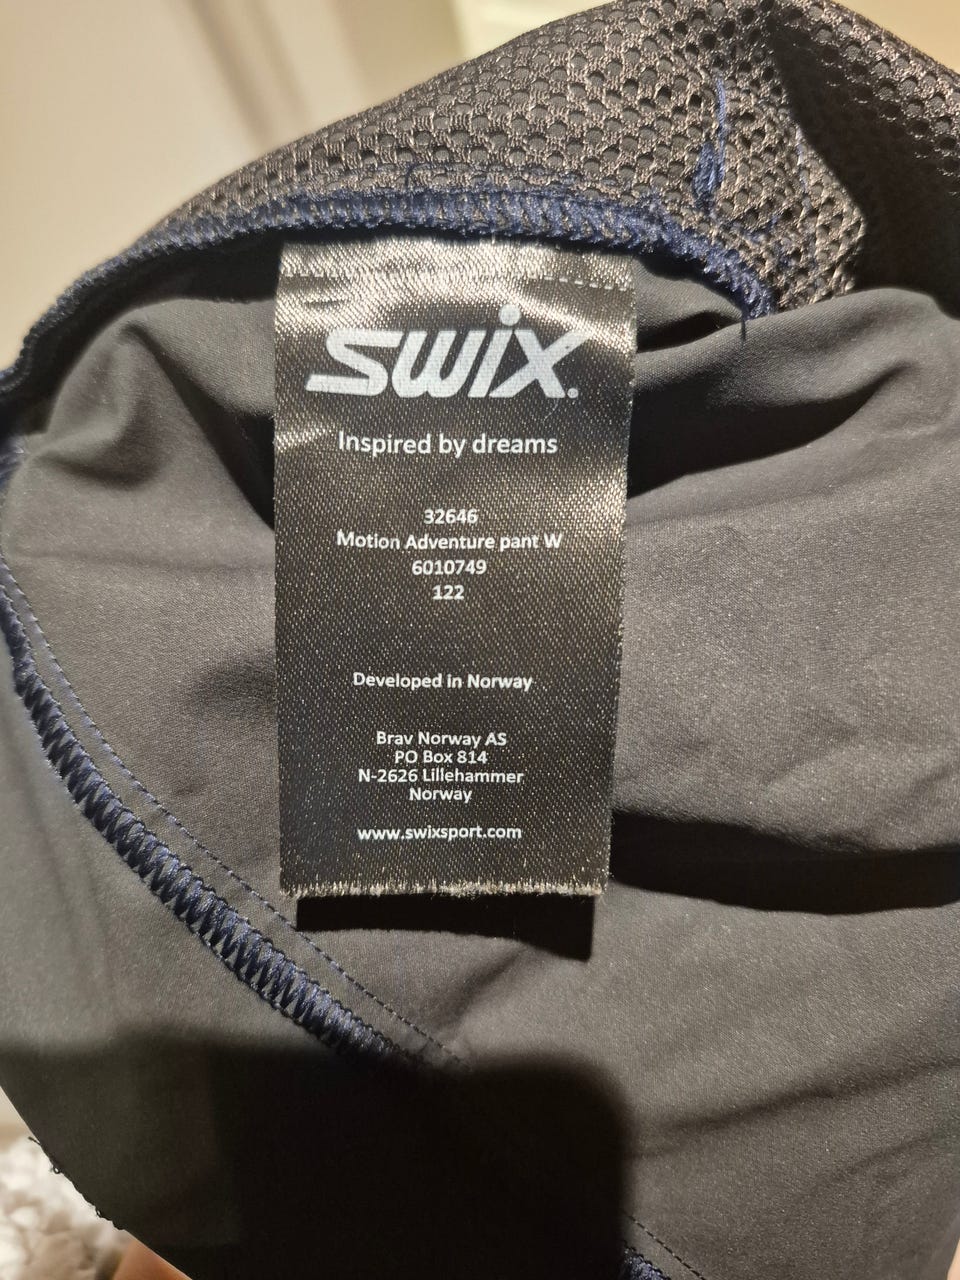 SWIX.
Inspired by dreams
32646
Motion Adventure pant W
6010749
122
Developed in Norway
Brav Norway AS
PO Box 814
N-2626 Lillehammer
Norway
www.swixsport.com